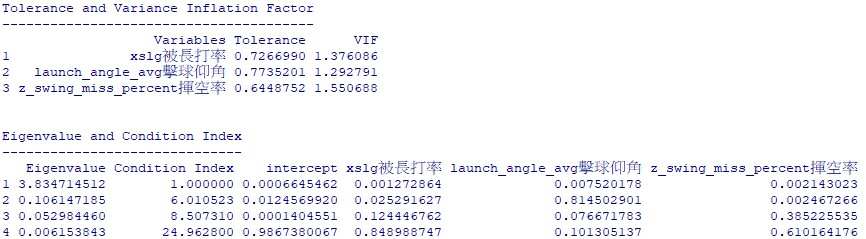 Tolerance and Variance Inflation Factor
---------------------------------------
Variables Tolerance VIF
1 xslg被長打率 0.7266990 1.376086
2 launch_angle_avg擊球仰角 0.7735201 1.292791
3 z_swing_miss_percent揮空率 0.6448752 1.550688
Eigenvalue and Condition Index
------------------------------
Eigenvalue Condition Index intercept xslg被長打率 launch_angle_avg擊球仰角 z_swing_miss_percent揮空率
1 3.834714512 1.000000 0.0006645462 0.001272864 0.007520178 0.002143023
2 0.106147185 6.010523 0.0124569920 0.025291627 0.814502901 0.002467266
3 0.052984460 8.507310 0.0001404551 0.124446762 0.076671783 0.385225535
4 0.006153843 24.962800 0.9867380067 0.848988747 0.101305137 0.610164176